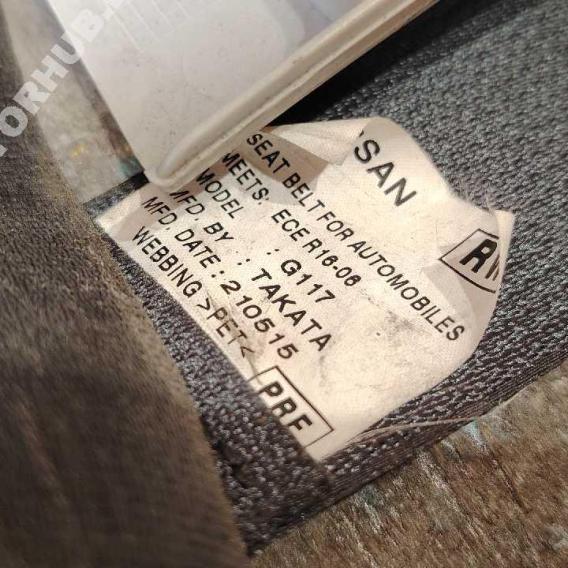 TORHUB.
SAN
SEAT BELT FOR AUTOMOBILES
MEETS: ECE R16-06
MODEL : G117
MFD. BY : TAKATA
MFD DATE : 210515
WEBBING >PET<
PRF